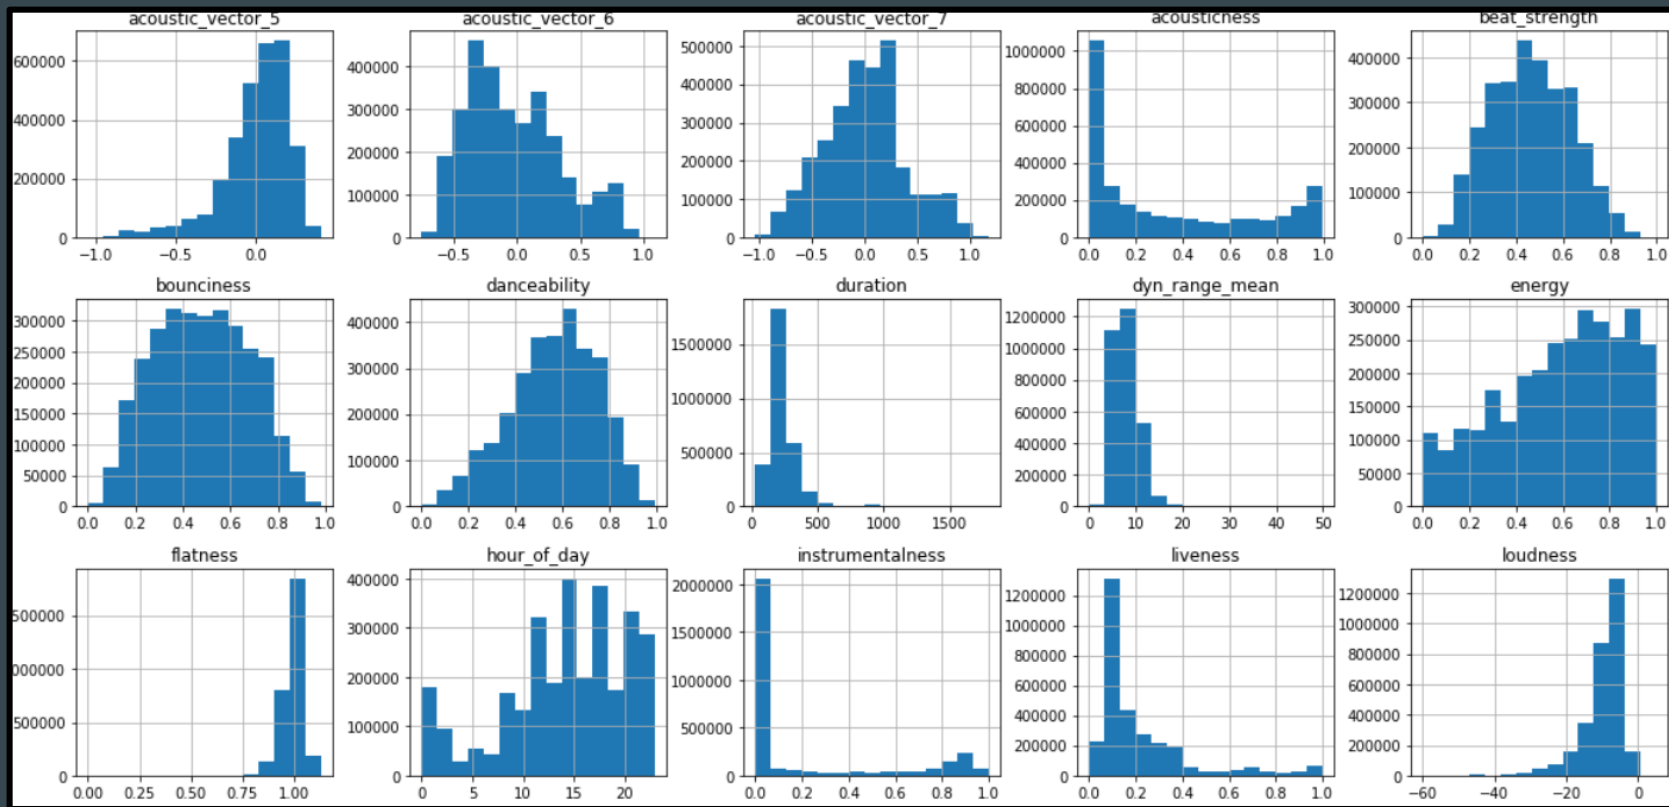 acoustic_vector_5
600000
400000
200000
0
−1.0 −0.5 0.0
acoustic_vector_6
400000
300000
200000
100000
0
−0.5 0.0 0.5 1.0
acoustic_vector_7
500000
400000
300000
200000
100000
0
−1.0 −0.5 0.0 0.5 1.0
acousticness
1000000
800000
600000
400000
200000
0
0.0 0.2 0.4 0.6 0.8 1.0
beat_strength
400000
300000
200000
100000
0
0.0 0.2 0.4 0.6 0.8 1.0
bounciness
300000
250000
200000
150000
100000
50000
0
0.0 0.2 0.4 0.6 0.8 1.0
danceability
400000
300000
200000
100000
0
0.0 0.2 0.4 0.6 0.8 1.0
duration
1500000
1000000
500000
0
0 500 1000 1500
dyn_range_mean
1200000
1000000
800000
600000
400000
200000
0
0 10 20 30 40 50
energy
300000
250000
200000
150000
100000
50000
0
0.0 0.2 0.4 0.6 0.8 1.0
flatness
500000
000000
500000
0
0.00 0.25 0.50 0.75 1.00
hour_of_day
400000
300000
200000
100000
0
0 5 10 15 20
instrumentalness
2000000
1500000
1000000
500000
0
0.0 0.2 0.4 0.6 0.8 1.0
liveness
1200000
1000000
800000
600000
400000
200000
0
0.0 0.2 0.4 0.6 0.8 1.0
loudness
1200000
1000000
800000
600000
400000
200000
0
−60 −40 −20 0